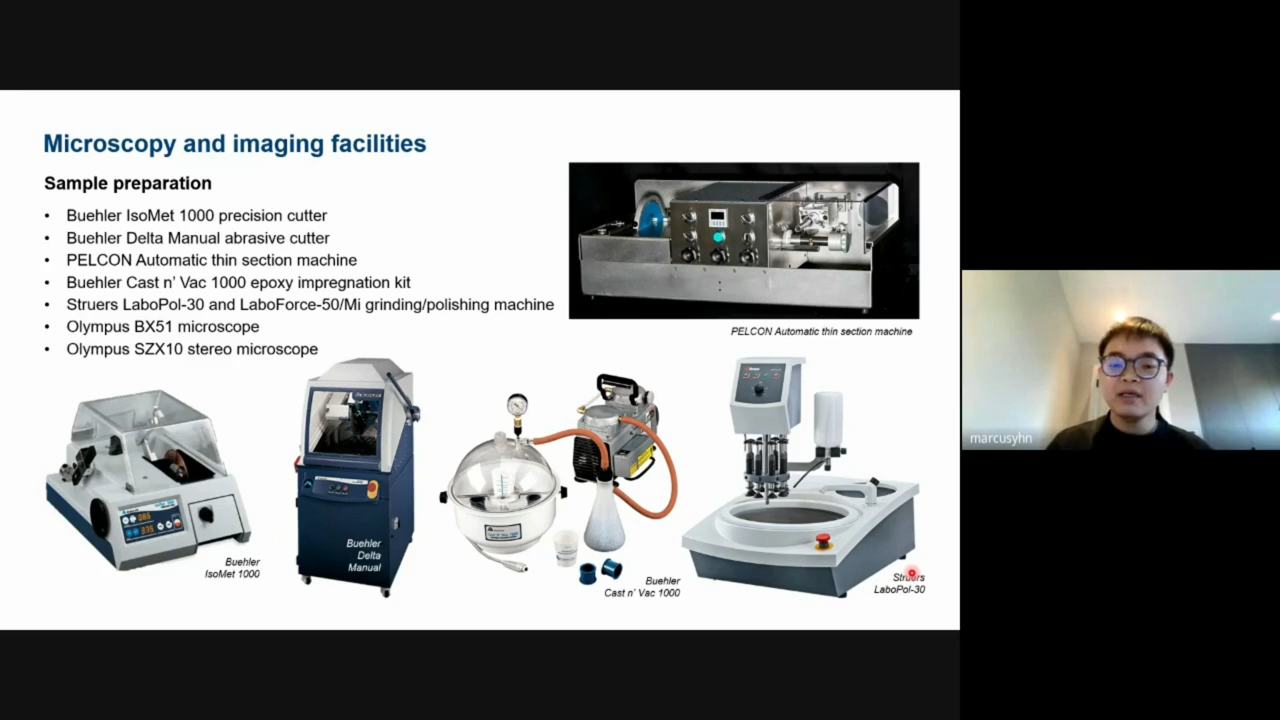 Microscopy and imaging facilities
Sample preparation
• Buehler IsoMet 1000 precision cutter
• Buehler Delta Manual abrasive cutter
• PELCON Automatic thin section machine
• Buehler Cast n' Vac 1000 epoxy impregnation kit
• Struers LaboPol-30 and LaboForce-50/Mi grinding/polishing machine
• Olympus BX51 microscope
• Olympus SZX10 stereo microscope
PELCON Automatic thin section machine
Buehler
IsoMet 1000
Buehler
Delta
Manual
Buehler
Cast n' Vac 1000
Struers
LaboPol-30
marcusyhn